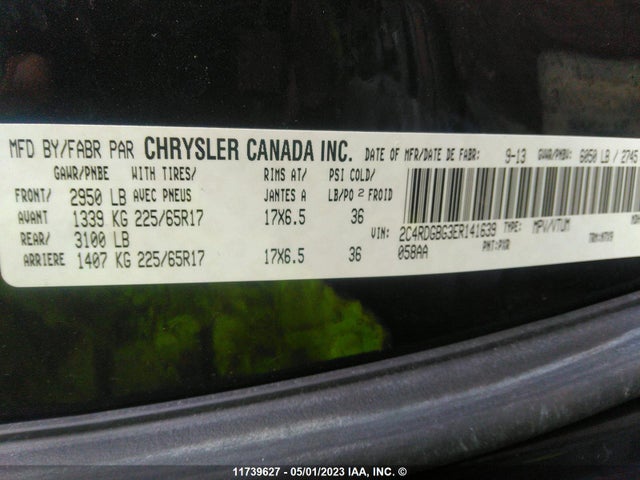 MFD BY/FABR PAR CHRYSLER CANADA INC. DATE OF MFR/DATE DE FABR: 9-13 GVWR/PNBV: 6050 LB / 2745
GAWR/PNBE WITH TIRES/ RIMS AT/ PSI COLD/
FRONT/ 2950 LB AVEC PNEUS JANTES A LB/PO 2 FROID
AVANT 1339 KG 225/65R17 17X6.5 36
REAR/ 3100 LB
ARRIERE 1407 KG 225/65R17 17X6.5 36
VIN: 2C4RDGBG3ER141639 TYPE: MPV/VTUM
058AA PNT:PXR
11739627 - 05/01/2023 IAA, INC. ©